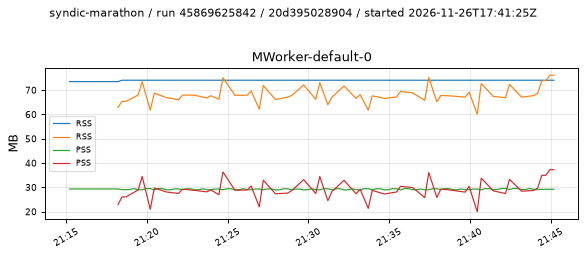 syndic-marathon / run 45869625842 / 20d395028904 / started 2026-11-26T17:41:25Z
MWorker-default-0
MB
70
60
50
40
30
20
RSS
RSS
PSS
PSS
21:15
21:20
21:25
21:30
21:35
21:40
21:45